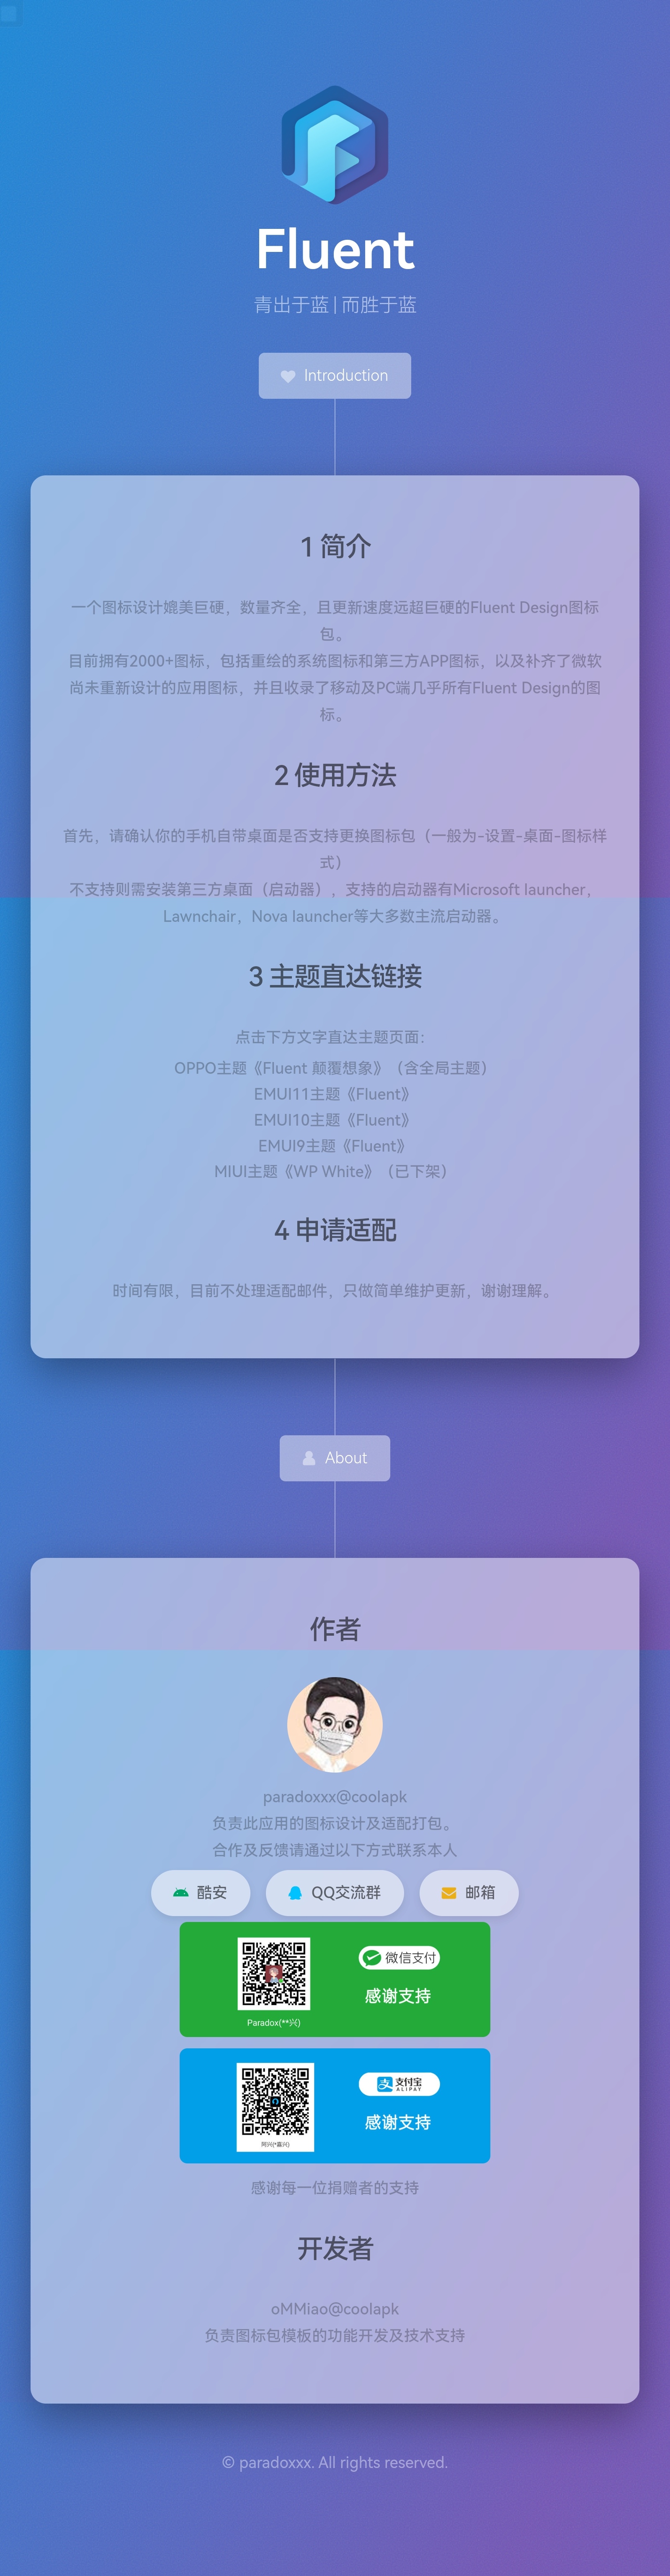 Fluent
青出于蓝 | 而胜于蓝
Introduction
1 简介
一个图标设计媲美巨硬，数量齐全，且更新速度远超巨硬的Fluent Design图标
包。
目前拥有2000+图标，包括重绘的系统图标和第三方APP图标，以及补齐了微软
尚未重新设计的应用图标，并且收录了移动及PC端几乎所有Fluent Design的图
标。
2 使用方法
首先，请确认你的手机自带桌面是否支持更换图标包（一般为-设置-桌面-图标样
式）
不支持则需安装第三方桌面（启动器），支持的启动器有Microsoft launcher，
Lawnchair，Nova launcher等大多数主流启动器。
3 主题直达链接
点击下方文字直达主题页面：
OPPO主题《Fluent 颠覆想象》（含全局主题）
EMUI11主题《Fluent》
EMUI10主题《Fluent》
EMUI9主题《Fluent》
MIUI主题《WP White》（已下架）
4 申请适配
时间有限，目前不处理适配邮件，只做简单维护更新，谢谢理解。
About
作者
paradoxxx@coolapk
负责此应用的图标设计及适配打包。
合作及反馈请通过以下方式联系本人
酷安
QQ交流群
邮箱
微信支付
感谢支持
Paradox(**兴)
支付宝
ALIPAY
感谢支持
感谢每一位捐赠者的支持
开发者
oMMiao@coolapk
负责图标包模板的功能开发及技术支持
© paradoxxx. All rights reserved.